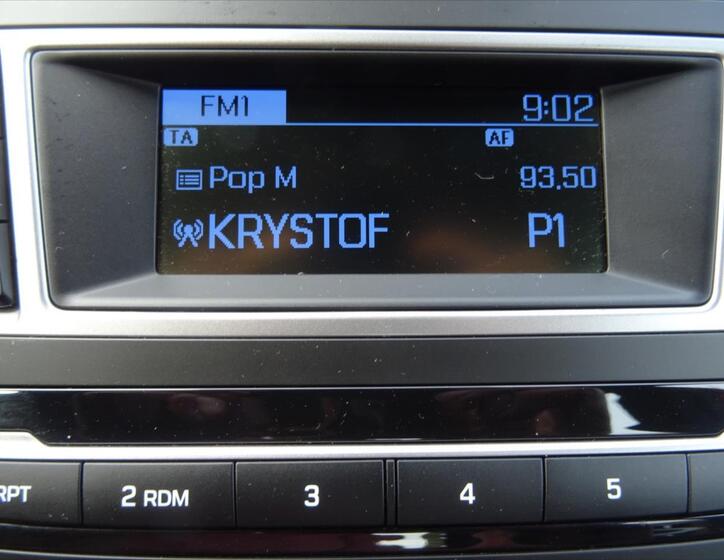 FM1 9:02
TA AF
Pop M 93.50
KRYSTOF P1
RPT 2 RDM 3 4 5